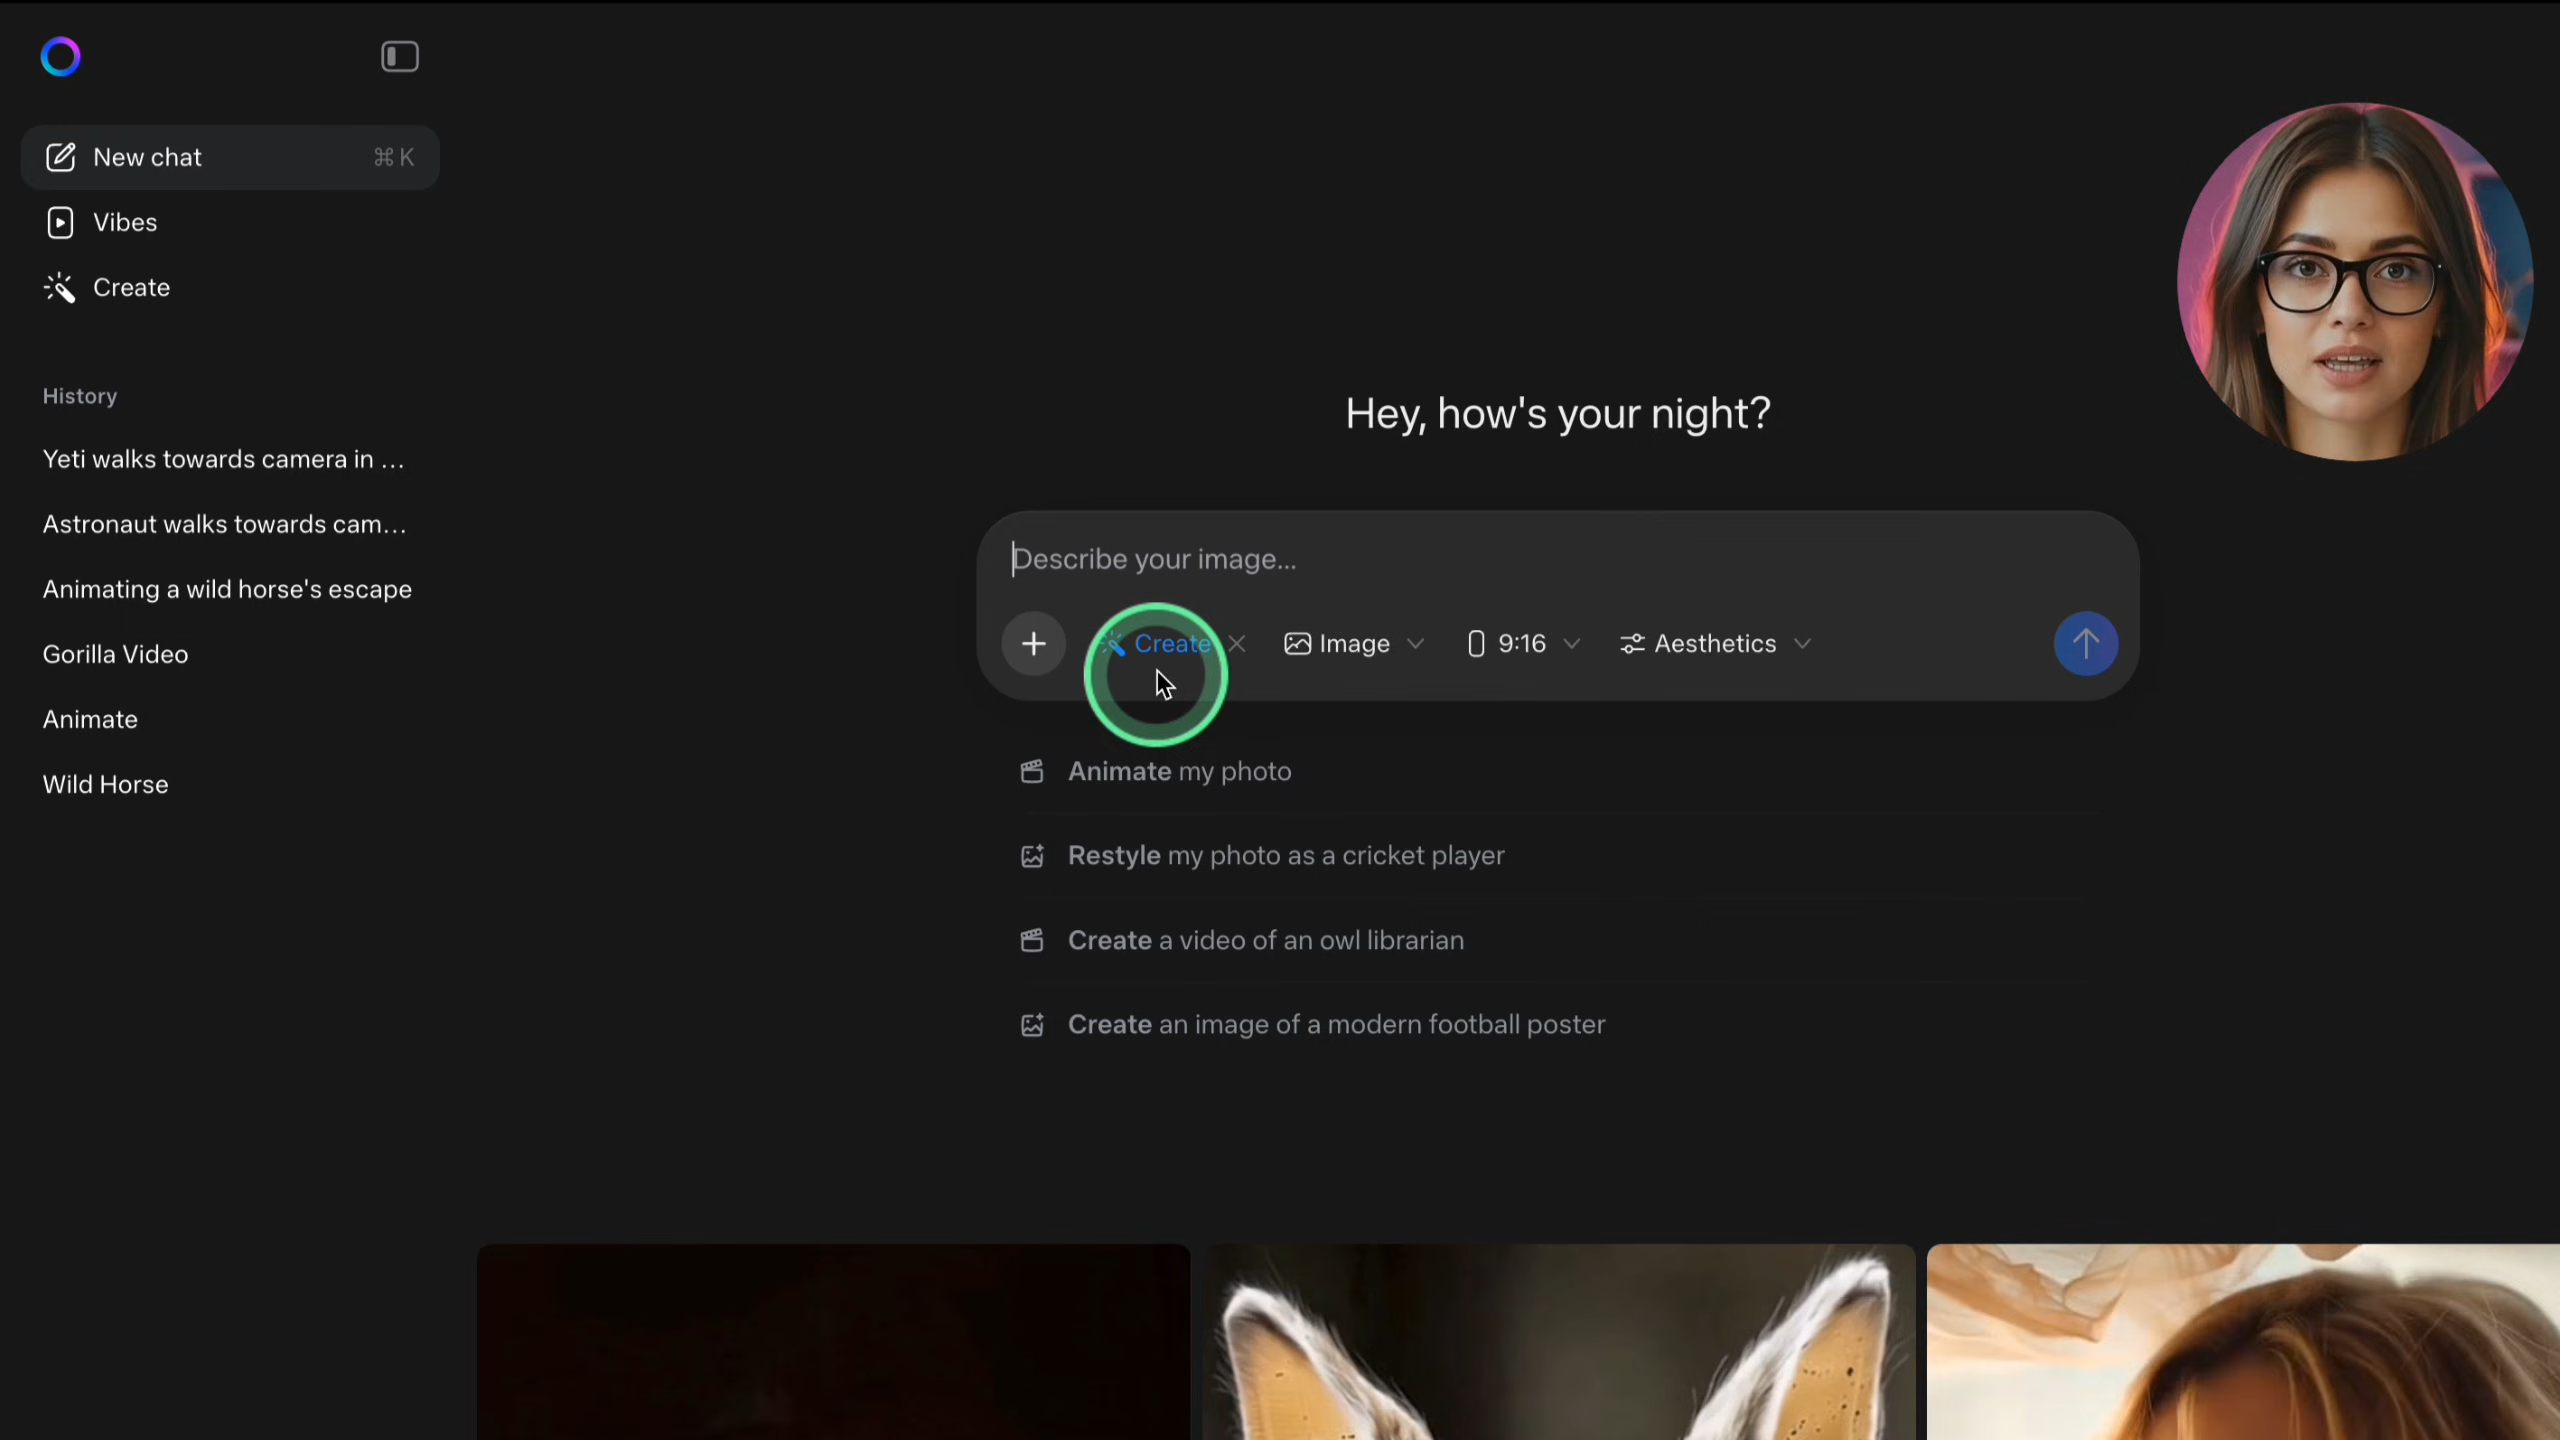 New chat ⌘ K
Vibes
Create
History
Yeti walks towards camera in ...
Astronaut walks towards cam...
Animating a wild horse's escape
Gorilla Video
Animate
Wild Horse
Hey, how's your night?
Describe your image...
Create Image 9:16 Aesthetics
Animate my photo
Restyle my photo as a cricket player
Create a video of an owl librarian
Create an image of a modern football poster